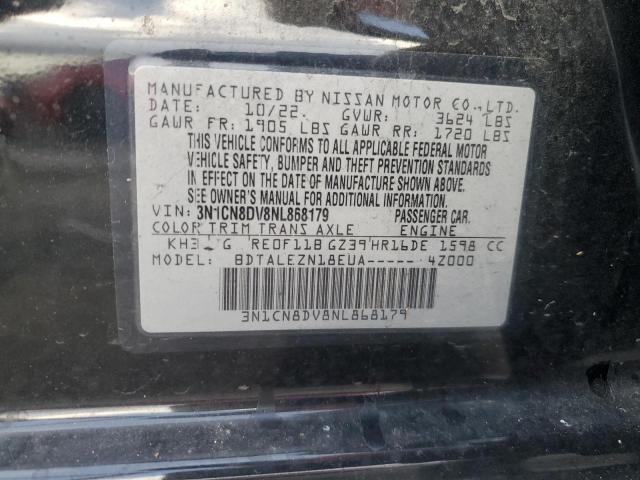 MANUFACTURED BY NISSAN MOTOR CO., LTD.
DATE: 10/22 GVWR: 3624 LBS
GAWR FR: 1905 LBS GAWR RR: 1720 LBS
THIS VEHICLE CONFORMS TO ALL APPLICABLE FEDERAL MOTOR
VEHICLE SAFETY, BUMPER AND THEFT PREVENTION STANDARDS
IN EFFECT ON THE DATE OF MANUFACTURE SHOWN ABOVE.
SEE OWNER'S MANUAL FOR ADDITIONAL INFORMATION.
VIN: 3N1CN8DV8NL868179 PASSENGER CAR.
COLOR TRIM TRANS AXLE ENGINE
KH3 G RE0F11B GZ39 HR16DE 1598 CC
MODEL: BDTALEZN18EUA----- 4Z000
3N1CN8DV8NL868179